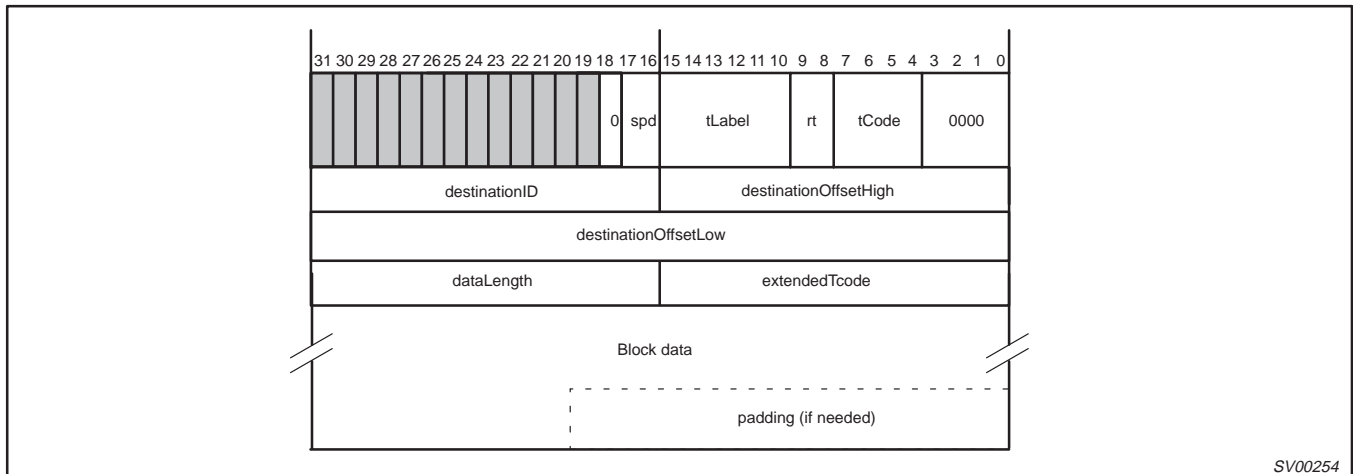 31 30 29 28 27 26 25 24 23 22 21 20 19 18 17 16 15 14 13 12 11 10 9 8 7 6 5 4 3 2 1 0
0 spd tLabel rt tCode 0000
destinationID destinationOffsetHigh
destinationOffsetLow
dataLength extendedTcode
Block data
padding (if needed)
SV00254